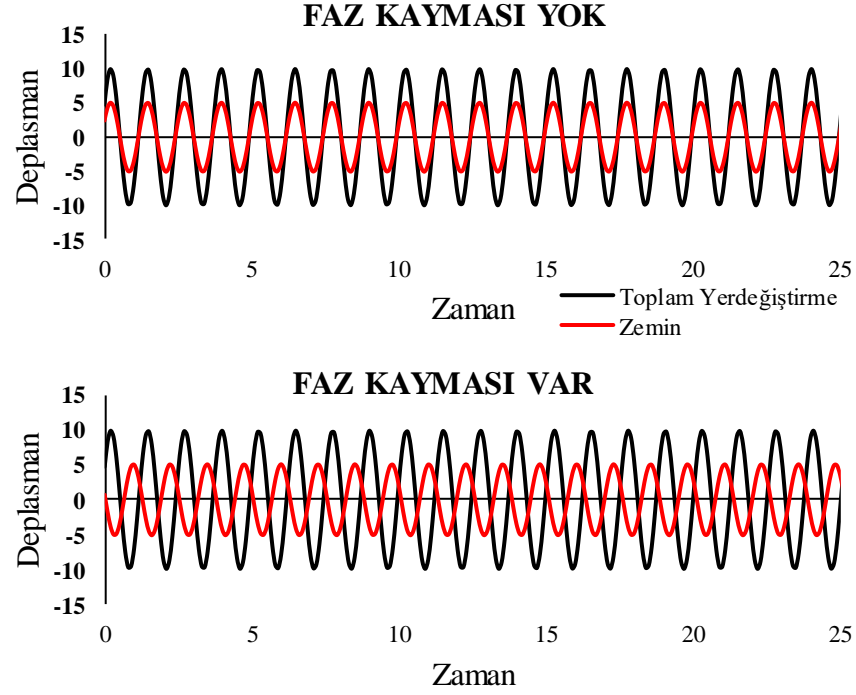 FAZ KAYMASI YOK
15
10
5
0
-5
-10
-15
Deplasman
0 5 10 15 20 25
Zaman
Toplam Yerdeğiştirme
Zemin
FAZ KAYMASI VAR
15
10
5
0
-5
-10
-15
Deplasman
0 5 10 15 20 25
Zaman